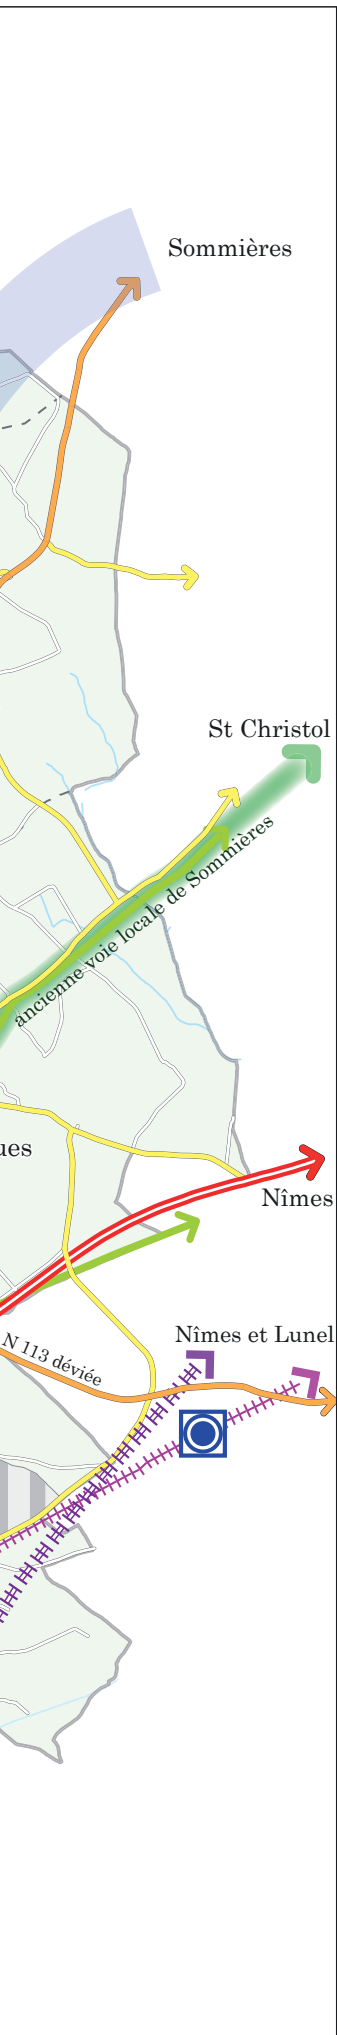 Sommières
St Christol
ancienne voie locale de Sommières
ues
Nîmes
Nîmes et Lunel
N 113 déviée